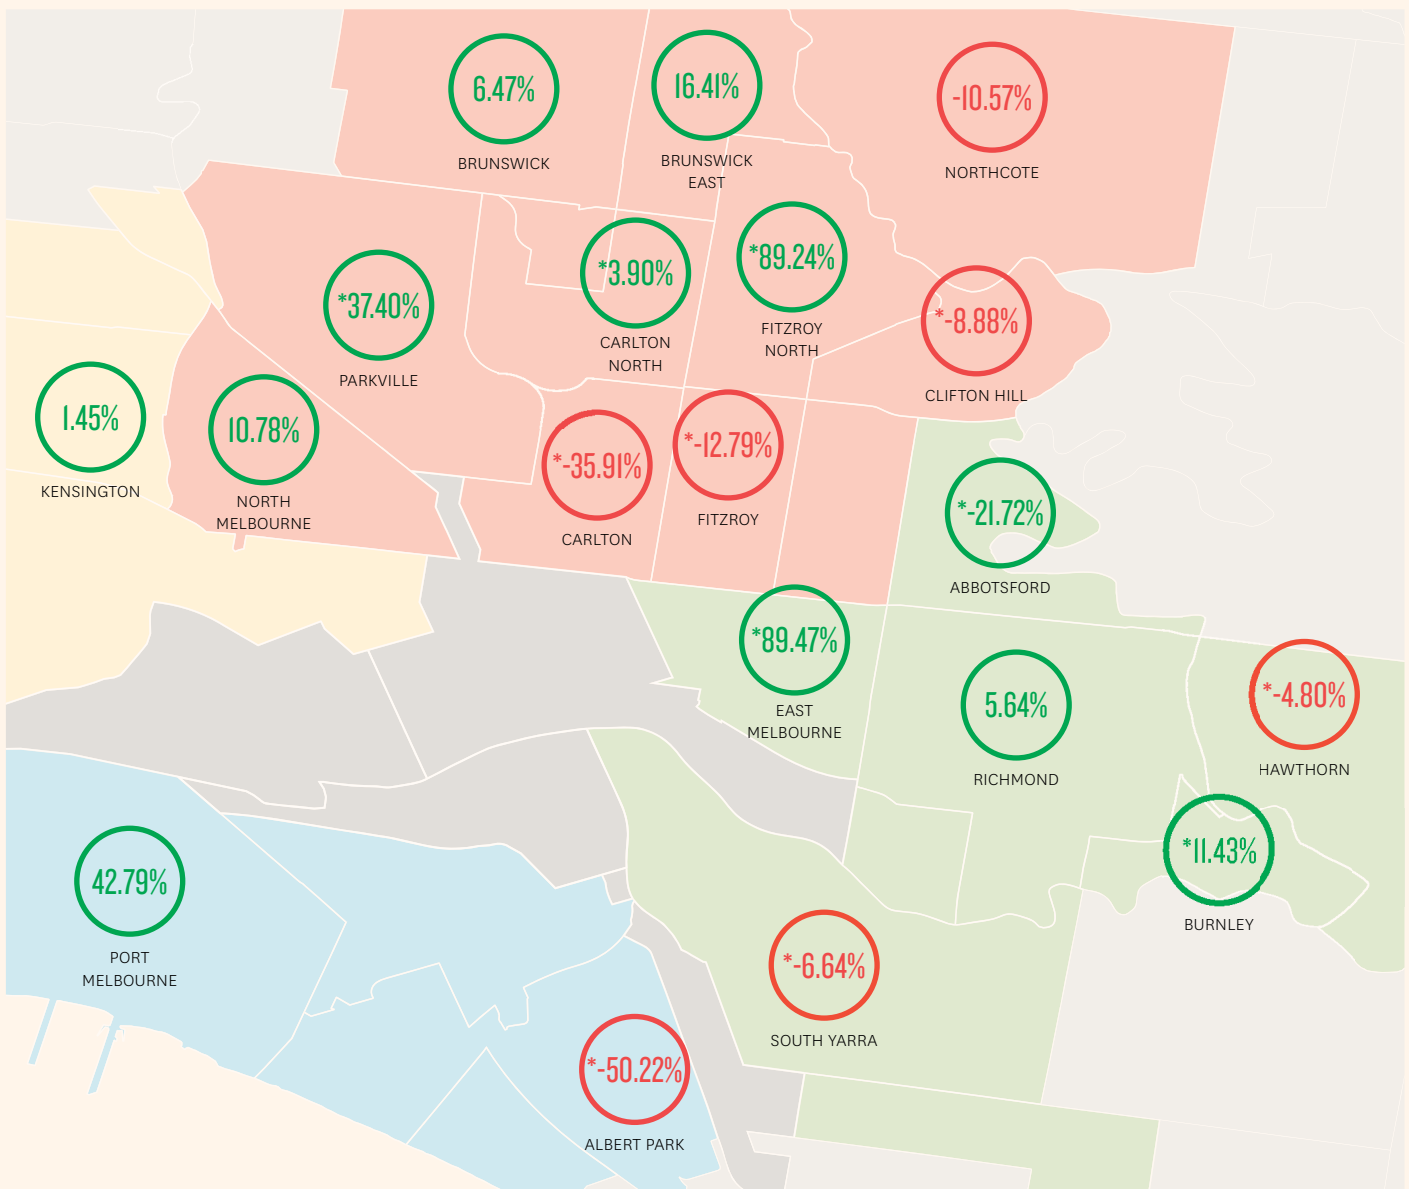 6.47%
BRUNSWICK
16.41%
BRUNSWICK
EAST
-10.57%
NORTHCOTE
*37.40%
PARKVILLE
*3.90%
CARLTON
NORTH
*89.24%
FITZROY
NORTH
*-8.88%
CLIFTON HILL
1.45%
KENSINGTON
10.78%
NORTH
MELBOURNE
*-35.91%
CARLTON
*-12.79%
FITZROY
*-21.72%
ABBOTSFORD
*89.47%
EAST
MELBOURNE
5.64%
RICHMOND
*-4.80%
HAWTHORN
*11.43%
BURNLEY
42.79%
PORT
MELBOURNE
*-6.64%
SOUTH YARRA
*-50.22%
ALBERT PARK